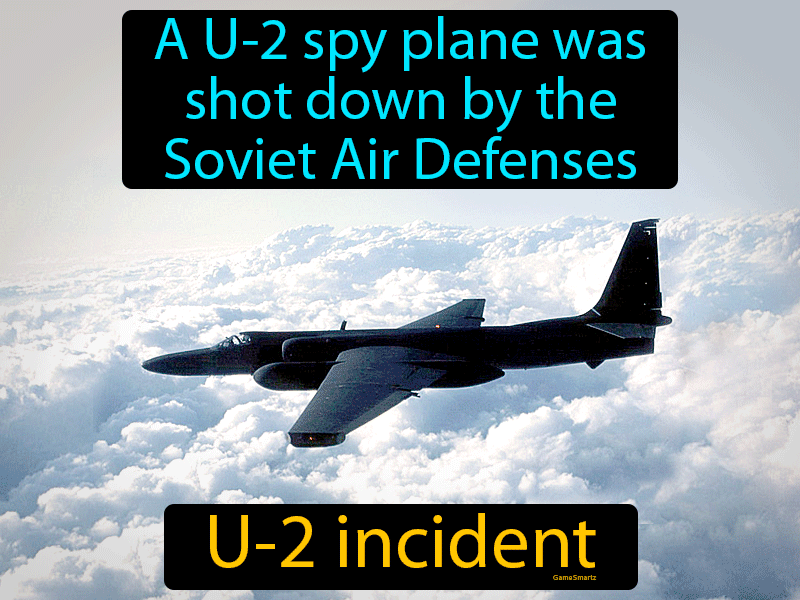 A U-2 spy plane was
shot down by the
Soviet Air Defenses
U-2 incident
GameSmartz